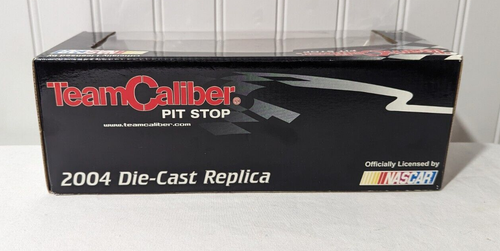 TeamCaliber®
PIT STOP
www.teamcaliber.com
2004 Die-Cast Replica
Officially Licensed by
NASCAR